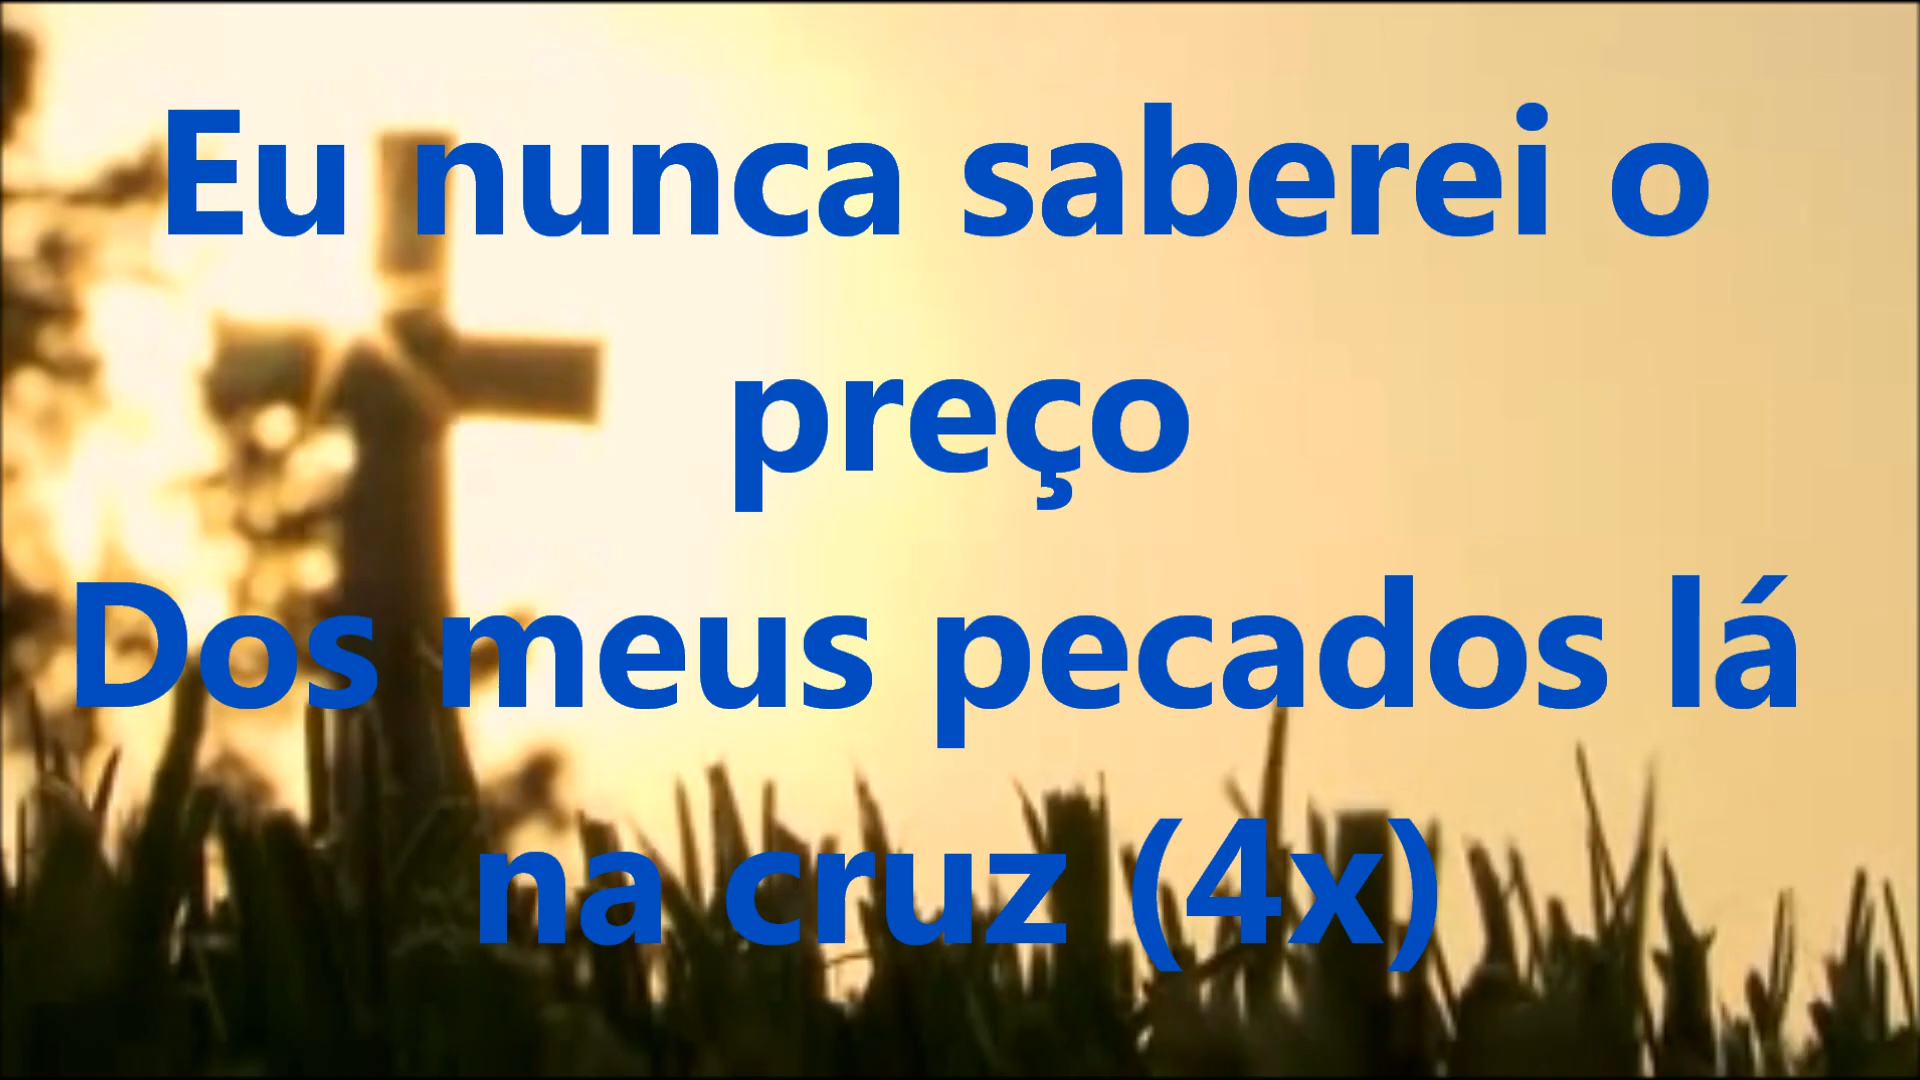 Eu nunca saberei o
preço
Dos meus pecados lá
na cruz (4x)